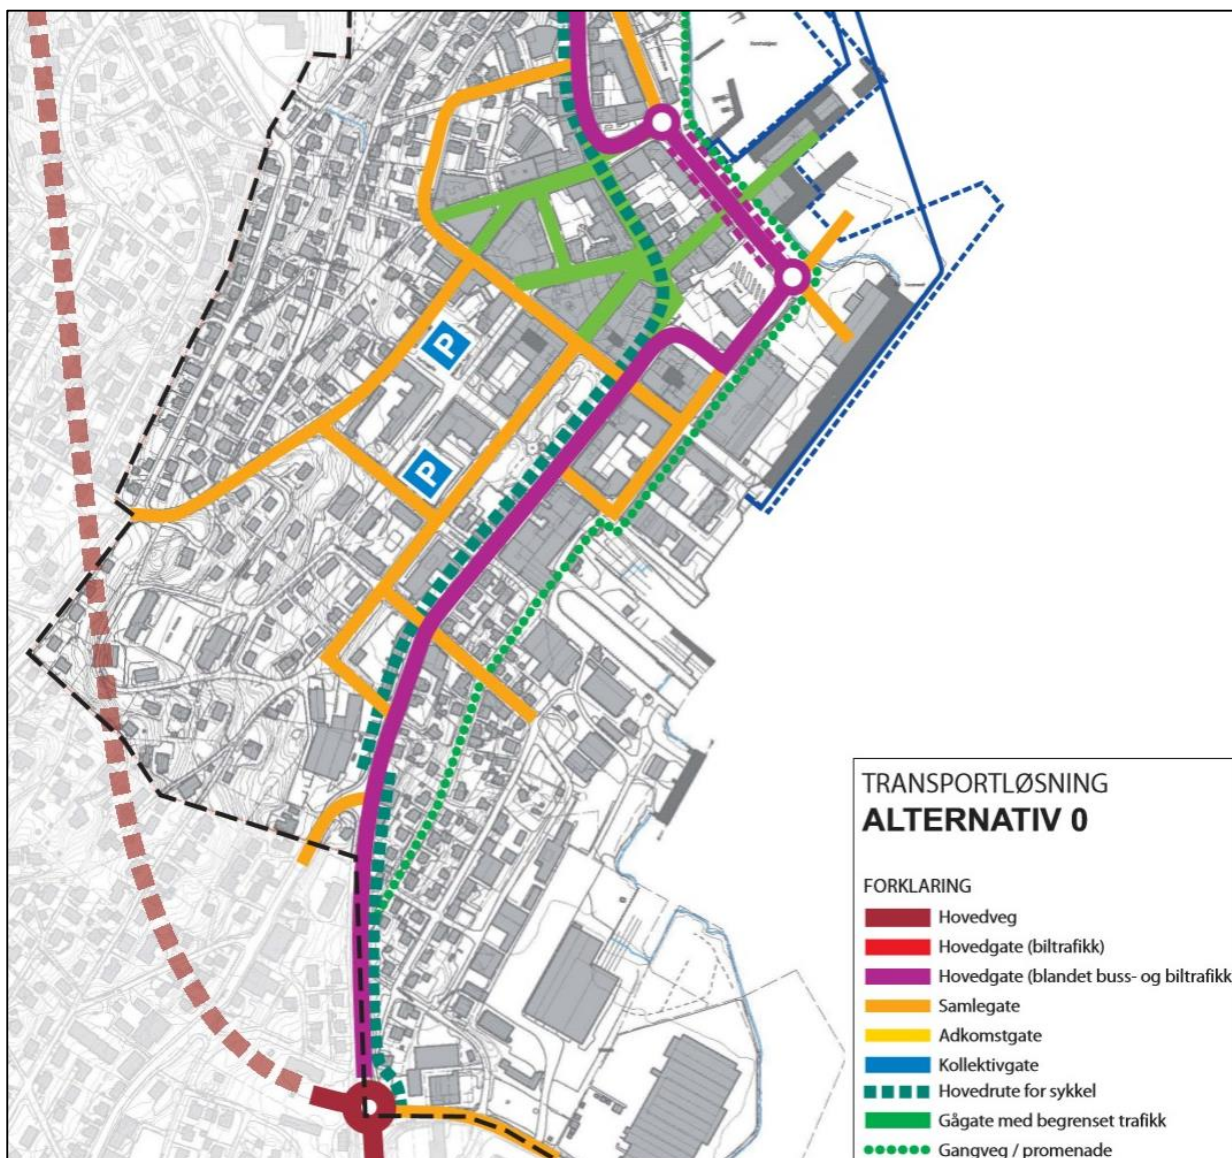 P
P
TRANSPORTLØSNING
ALTERNATIV 0
FORKLARING
Hovedveg
Hovedgate (biltrafikk)
Hovedgate (blandet buss- og biltrafikk
Samlegate
Adkomstgate
Kollektivgate
Hovedrute for sykkel
Gågate med begrenset trafikk
Gangveg / promenade